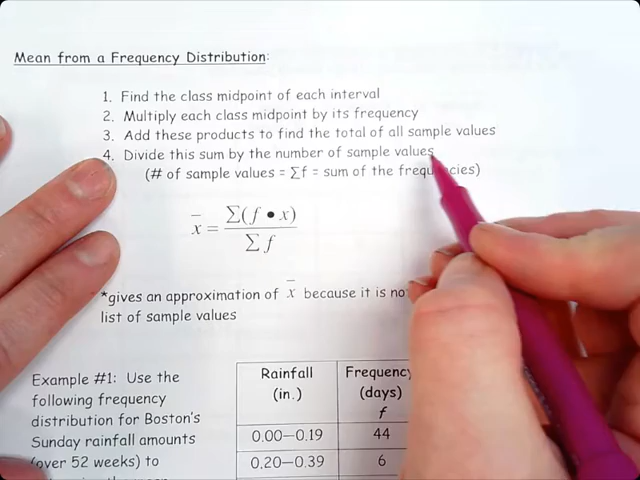 Mean from a Frequency Distribution:
1. Find the class midpoint of each interval
2. Multiply each class midpoint by its frequency
3. Add these products to find the total of all sample values
4. Divide this sum by the number of sample values
(# of sample values = ∑f = sum of the frequencies)
x̄ = ∑(f • x) / ∑f
*gives an approximation of x̄ because it is
list of sample values
Example #1: Use the
following frequency
distribution for Boston's
Sunday rainfall amounts
(over 52 weeks) to
Rainfall (in.) Frequency (days) f
0.00–0.19 44
0.20–0.39 6